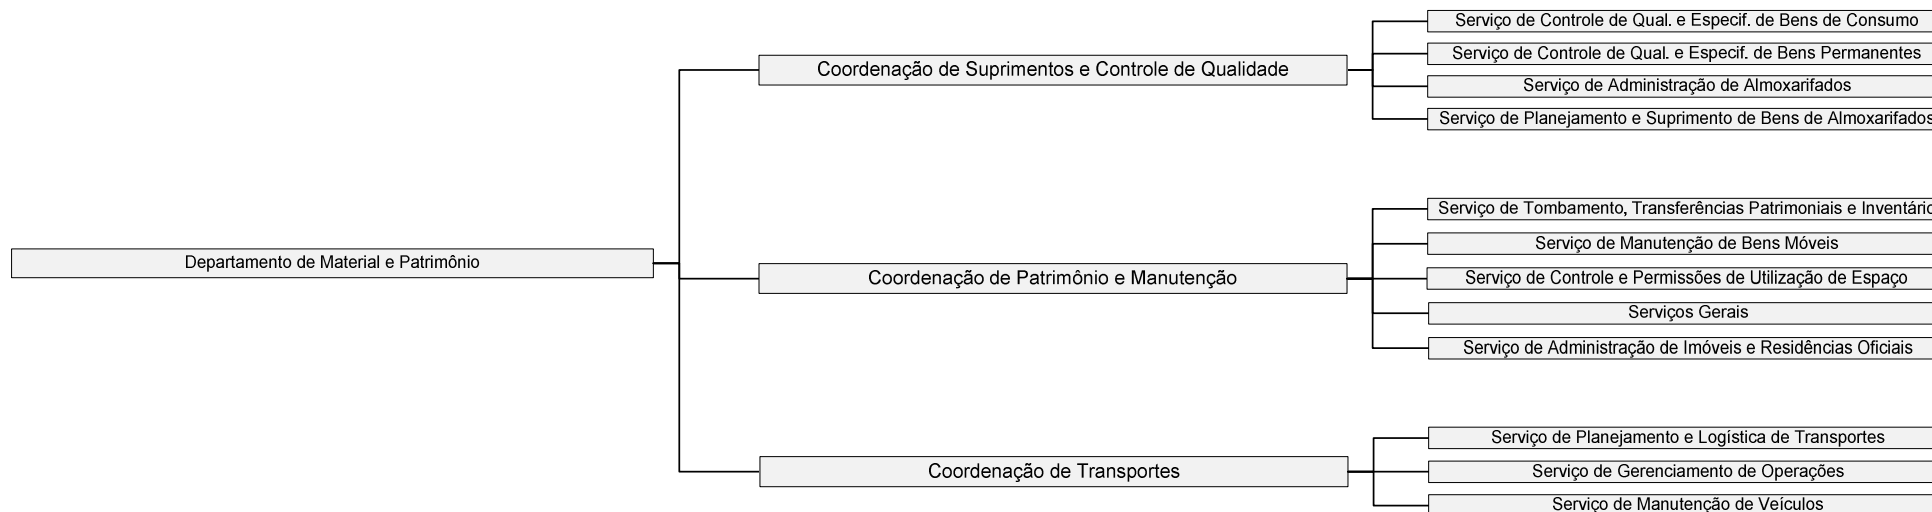 Serviço de Controle de Qual. e Especif. de Bens de Consumo
Serviço de Controle de Qual. e Especif. de Bens Permanentes
Coordenação de Suprimentos e Controle de Qualidade
Serviço de Administração de Almoxarifados
Serviço de Planejamento e Suprimento de Bens de Almoxarifados
Serviço de Tombamento, Transferências Patrimoniais e Inventário
Serviço de Manutenção de Bens Móveis
Departamento de Material e Patrimônio
Coordenação de Patrimônio e Manutenção
Serviço de Controle e Permissões de Utilização de Espaço
Serviços Gerais
Serviço de Administração de Imóveis e Residências Oficiais
Serviço de Planejamento e Logística de Transportes
Coordenação de Transportes
Serviço de Gerenciamento de Operações
Serviço de Manutenção de Veículos